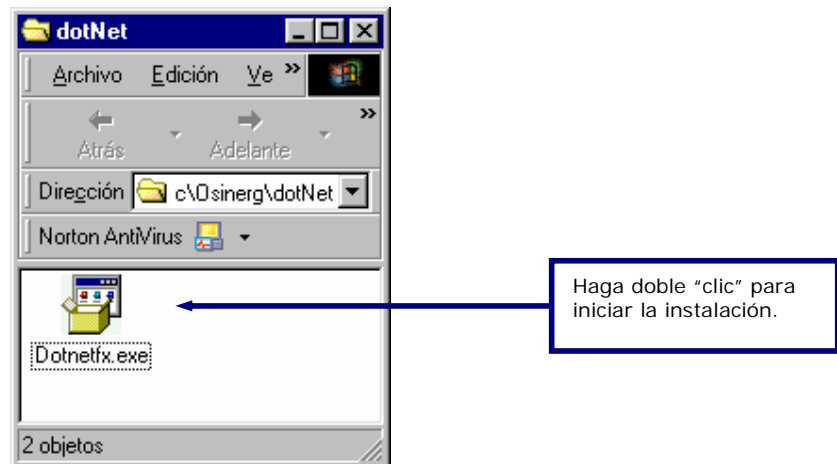 dotNet
Archivo Edición Ve »
Atrás Adelante »
Dirección c\Osinerg\dotNet
Norton AntiVirus
Dotnetfx.exe
2 objetos
Haga doble “clic” para
iniciar la instalación.